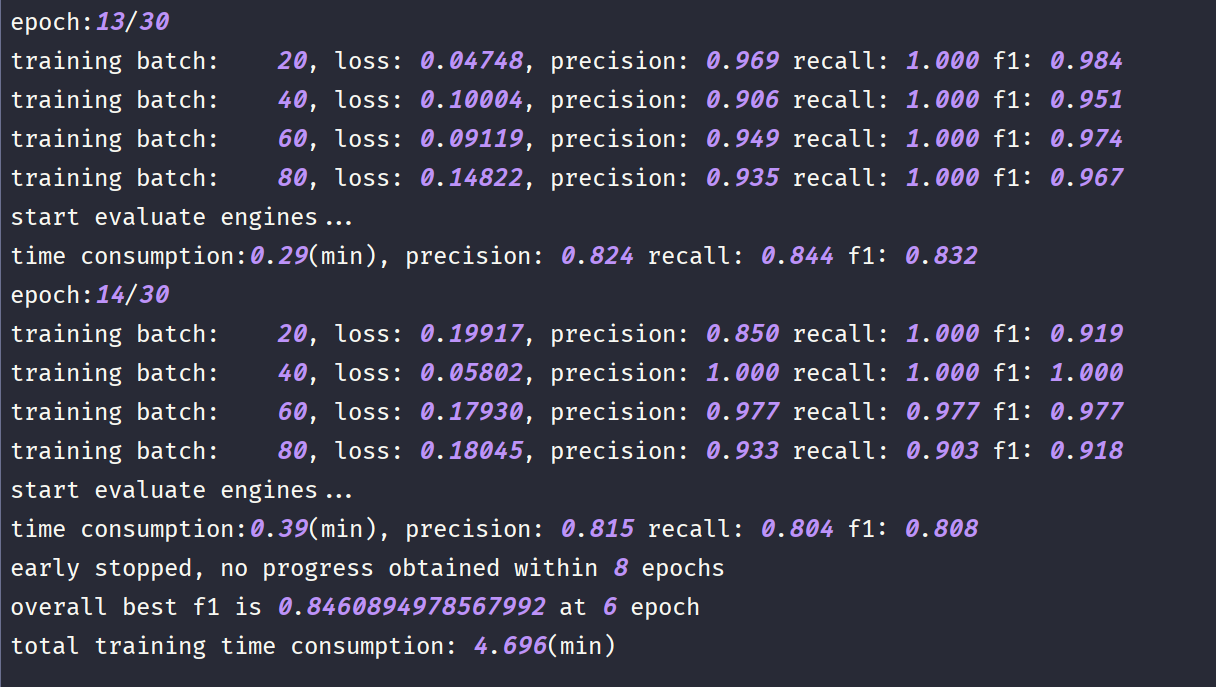 epoch:13/30
training batch:    20, loss: 0.04748, precision: 0.969 recall: 1.000 f1: 0.984
training batch:    40, loss: 0.10004, precision: 0.906 recall: 1.000 f1: 0.951
training batch:    60, loss: 0.09119, precision: 0.949 recall: 1.000 f1: 0.974
training batch:    80, loss: 0.14822, precision: 0.935 recall: 1.000 f1: 0.967
start evaluate engines...
time consumption:0.29(min), precision: 0.824 recall: 0.844 f1: 0.832
epoch:14/30
training batch:    20, loss: 0.19917, precision: 0.850 recall: 1.000 f1: 0.919
training batch:    40, loss: 0.05802, precision: 1.000 recall: 1.000 f1: 1.000
training batch:    60, loss: 0.17930, precision: 0.977 recall: 0.977 f1: 0.977
training batch:    80, loss: 0.18045, precision: 0.933 recall: 0.903 f1: 0.918
start evaluate engines...
time consumption:0.39(min), precision: 0.815 recall: 0.804 f1: 0.808
early stopped, no progress obtained within 8 epochs
overall best f1 is 0.8460894978567992 at 6 epoch
total training time consumption: 4.696(min)